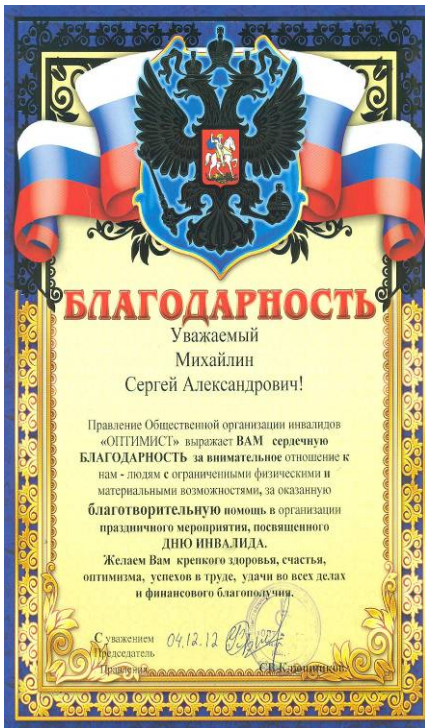 БЛАГОДАРНОСТЬ
Уважаемый
Михайлин
Сергей Александрович!
Правление Общественной организации инвалидов
«ОПТИМИСТ» выражает ВАМ сердечную
БЛАГОДАРНОСТЬ за внимательное отношение к
нам - людям с ограниченными физическими и
материальными возможностями, за оказанную
благотворительную помощь в организации
праздничного мероприятия, посвященного
ДНЮ ИНВАЛИДА.
Желаем Вам крепкого здоровья, счастья,
оптимизма, успехов в труде, удачи во всех делах
и финансового благополучия.
С уважением 04.12.12
Председатель
Правления